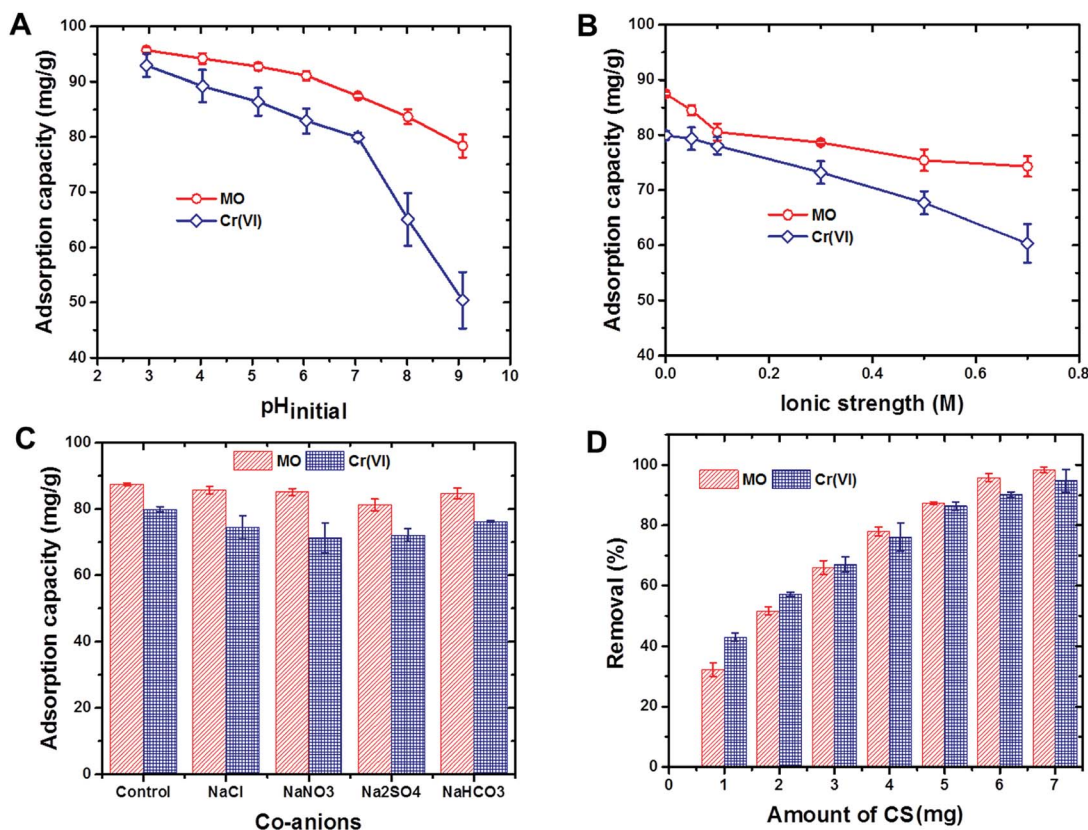 A
Adsorption capacity (mg/g)
100
90
80
70
60
50
40
MO
Cr(VI)
2 3 4 5 6 7 8 9 10
pHinitial
B
Adsorption capacity (mg/g)
100
90
80
70
60
50
40
MO
Cr(VI)
0.0 0.2 0.4 0.6 0.8
Ionic strength (M)
C
Adsorption capacity (mg/g)
100
80
60
40
20
0
MO Cr(VI)
Control NaCl NaNO3 Na2SO4 NaHCO3
Co-anions
D
Removal (%)
100
80
60
40
20
0
MO Cr(VI)
0 1 2 3 4 5 6 7
Amount of CS(mg)